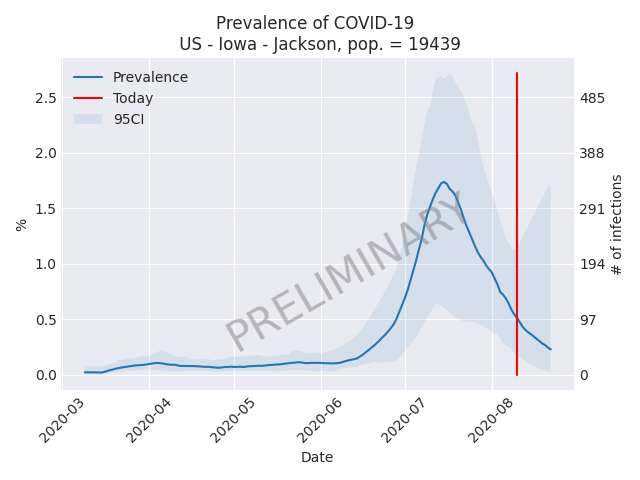 Prevalence of COVID-19
US - Iowa - Jackson, pop. = 19439
Prevalence
Today
95CI
PRELIMINARY
%
2.5
2.0
1.5
1.0
0.5
0.0
485
388
291
194
97
0
# of infections
2020-03
2020-04
2020-05
2020-06
2020-07
2020-08
Date